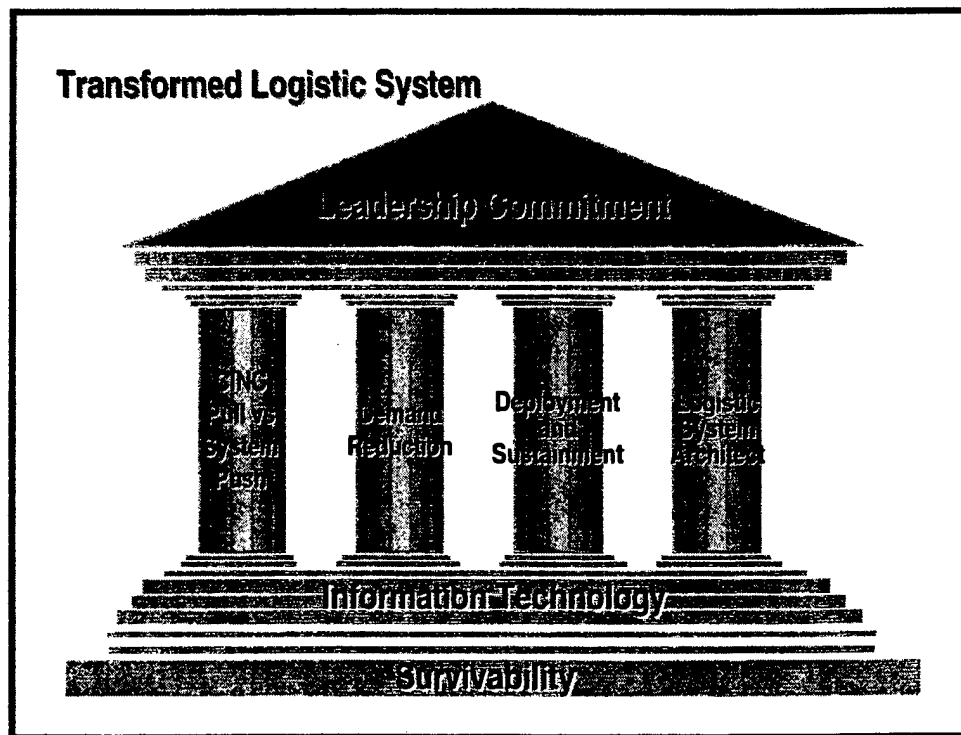 Transformed Logistic System
Leadership Commitment
CINC
Pull vs
System
Push
Demand
Reduction
Deployment
and
Sustainment
Logistic
System
Architect
Information Technology
Survivability